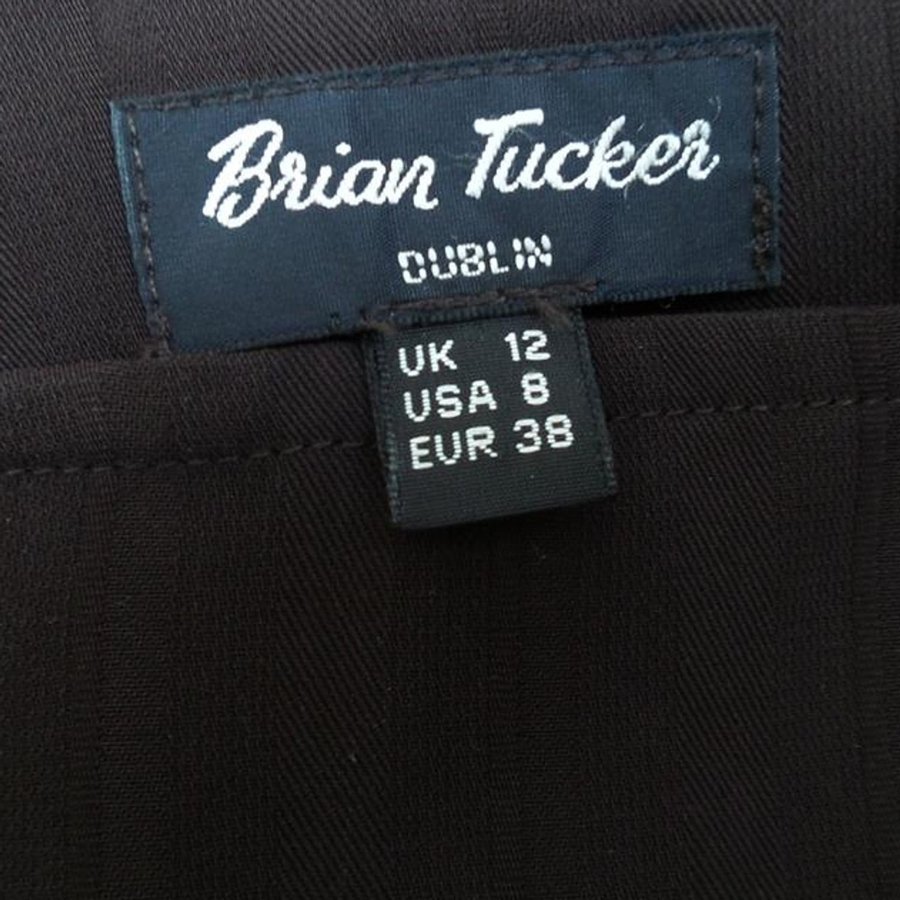 Brian Tucker
DUBLIN
UK 12
USA 8
EUR 38